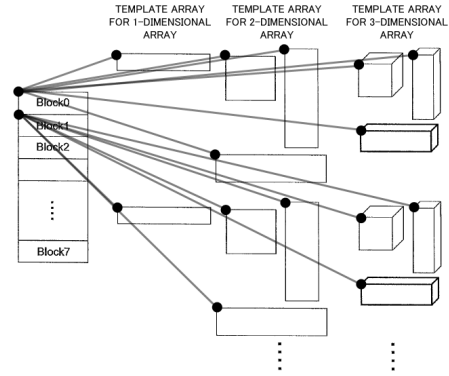 TEMPLATE ARRAY
FOR 1-DIMENSIONAL
ARRAY
TEMPLATE ARRAY
FOR 2-DIMENSIONAL
ARRAY
TEMPLATE ARRAY
FOR 3-DIMENSIONAL
ARRAY
Block0
Block1
Block2
Block7